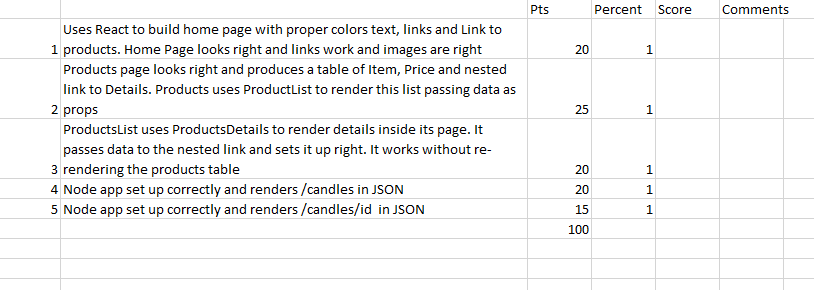 Pts Percent Score Comments
Uses React to build home page with proper colors text, links and Link to
1 products. Home Page looks right and links work and images are right 20 1
Products page looks right and produces a table of Item, Price and nested
link to Details. Products uses ProductList to render this list passing data as
2 props 25 1
ProductsList uses ProductsDetails to render details inside its page. It
passes data to the nested link and sets it up right. It works without re-
3 rendering the products table 20 1
4 Node app set up correctly and renders /candles in JSON 20 1
5 Node app set up correctly and renders /candles/id in JSON 15 1
100